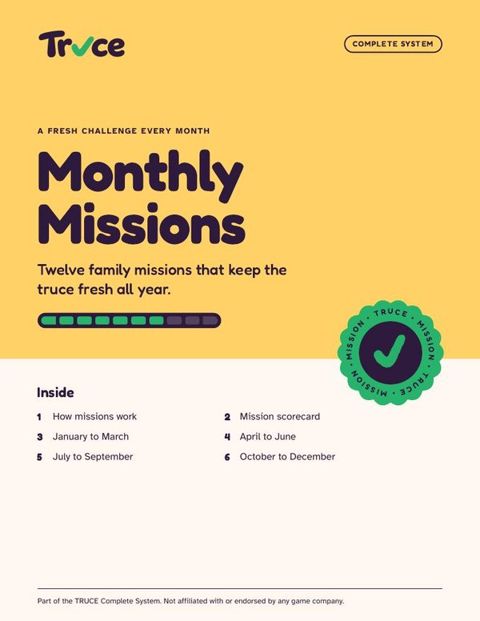 Truce
COMPLETE SYSTEM
A FRESH CHALLENGE EVERY MONTH
Monthly
Missions
Twelve family missions that keep the
truce fresh all year.
TRUCE • MISSION • TRUCE • MISSION • MISSION •
Inside
1 How missions work
2 Mission scorecard
3 January to March
4 April to June
5 July to September
6 October to December
Part of the TRUCE Complete System. Not affiliated with or endorsed by any game company.